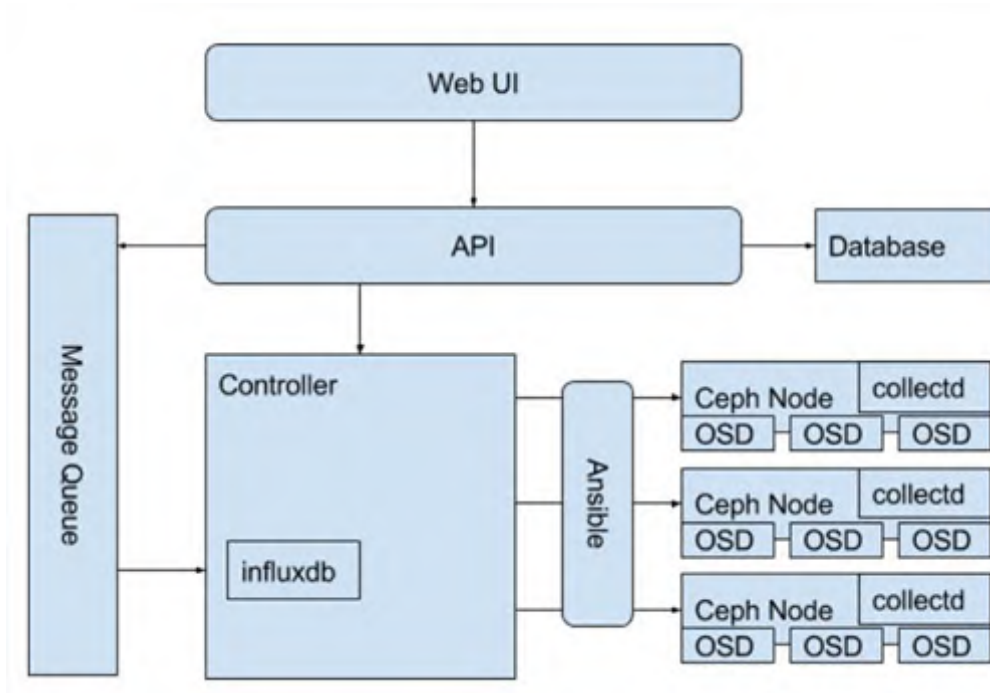 Web UI
API
Database
Message Queue
Controller
influxdb
Ansible
Ceph Node
collectd
OSD
OSD
OSD
Ceph Node
collectd
OSD
OSD
OSD
Ceph Node
collectd
OSD
OSD
OSD